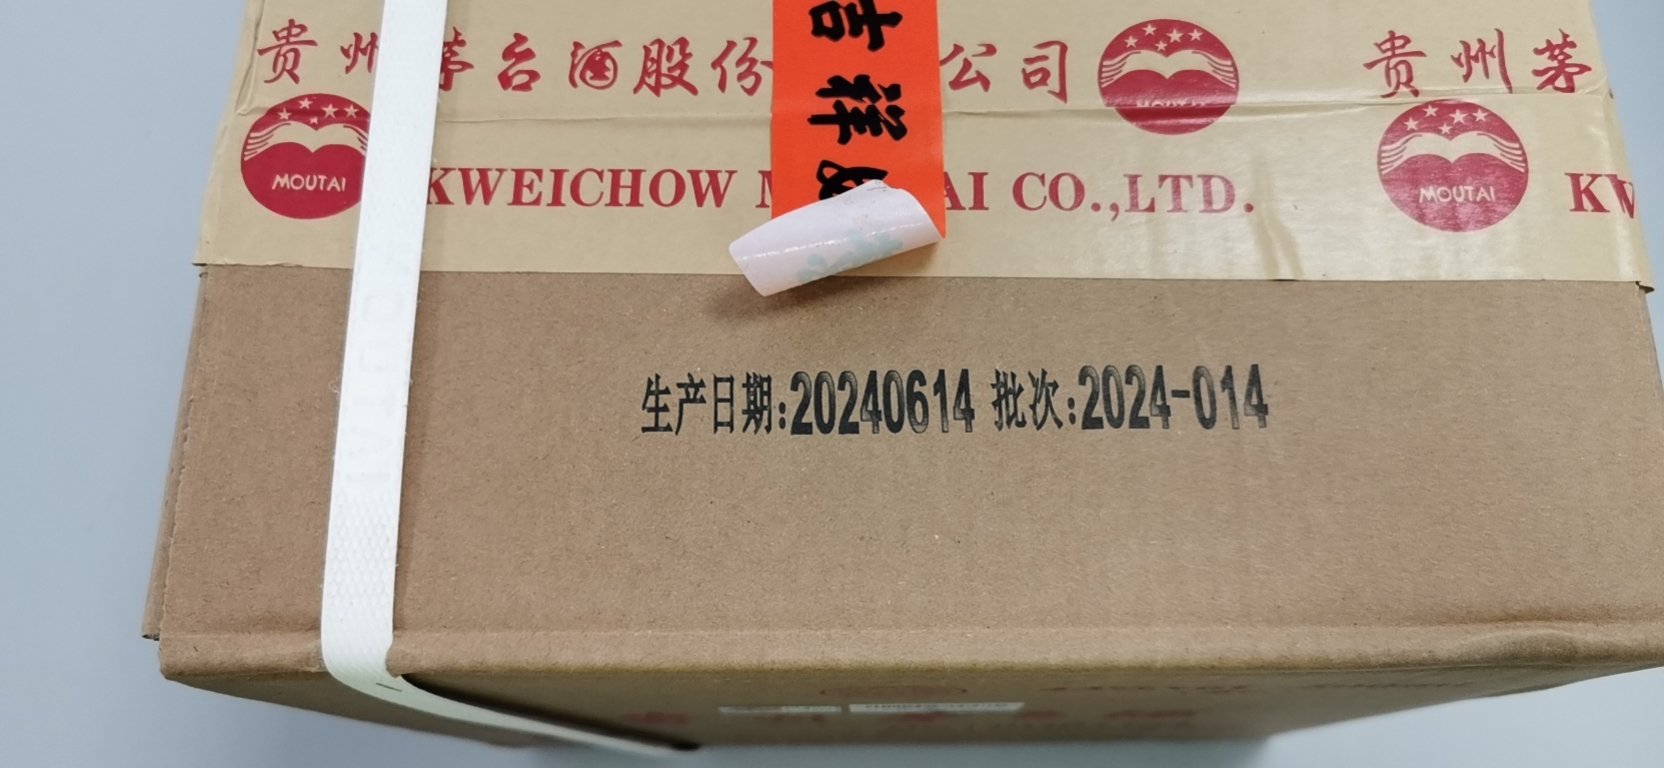 贵州茅台酒股份 公司
贵州茅
MOUTAI
MOUTAI
KWEICHOW M AI CO.,LTD.
MOUTAI
KW
吉祥
生产日期:20240614 批次:2024-014